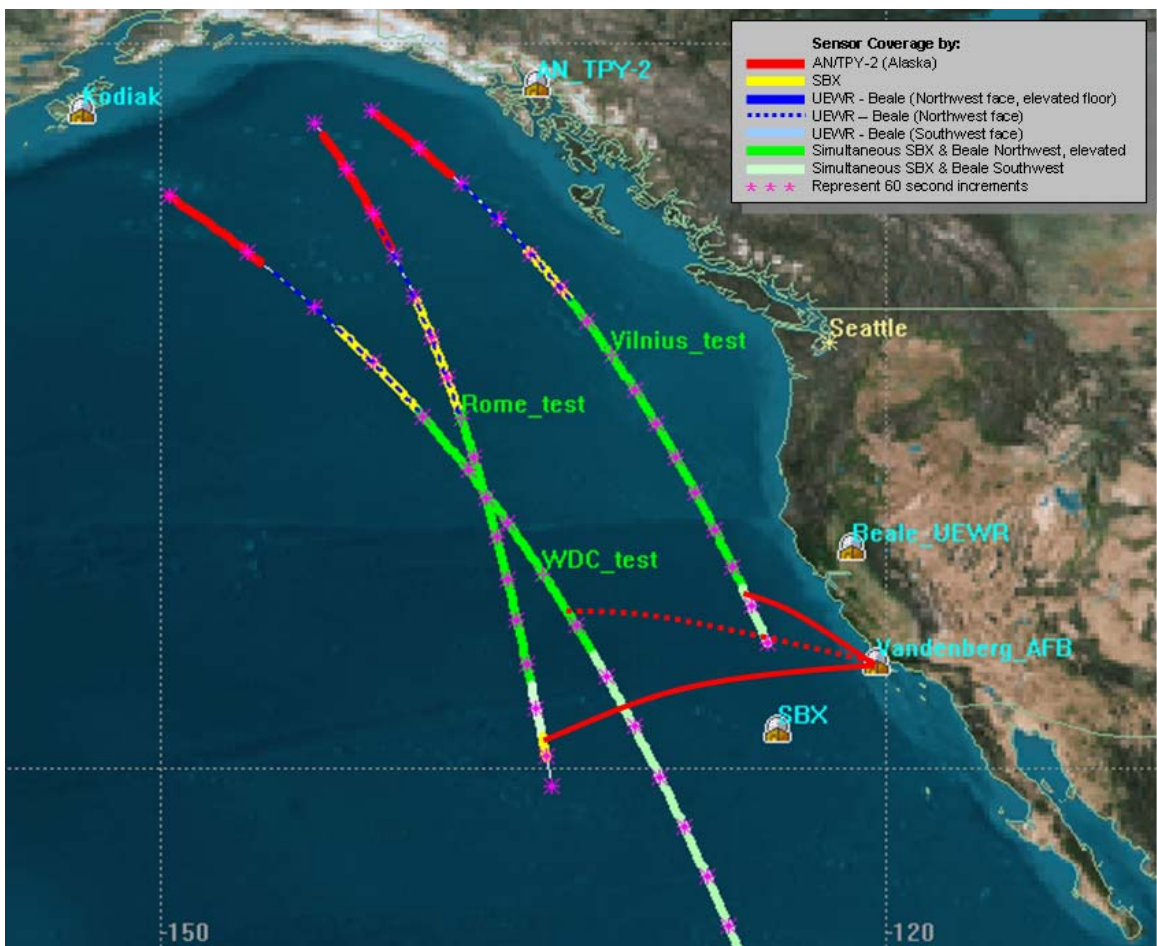 Sensor Coverage by:
AN/TPY-2 (Alaska)
SBX
UEWR - Beale (Northwest face, elevated floor)
UEWR – Beale (Northwest face)
UEWR - Beale (Southwest face)
Simultaneous SBX & Beale Northwest, elevated
Simultaneous SBX & Beale Southwest
* * * Represent 60 second increments
AN_TPY-2
Kodiak
Seattle
Vilnius_test
Rome_test
Beale_UEWR
WDC_test
Vandenberg_AFB
SBX
-150
-120